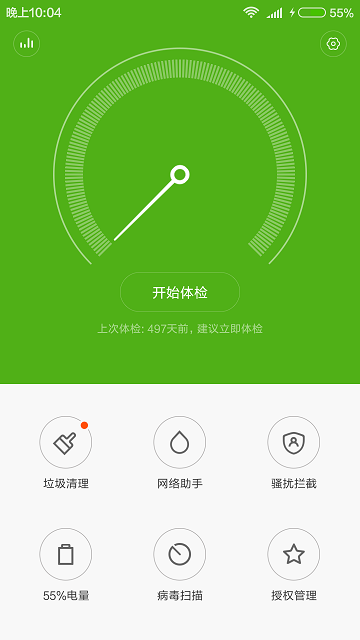 晚上10:04
55%
开始体检
上次体检: 497天前, 建议立即体检
垃圾清理
网络助手
骚扰拦截
55%电量
病毒扫描
授权管理